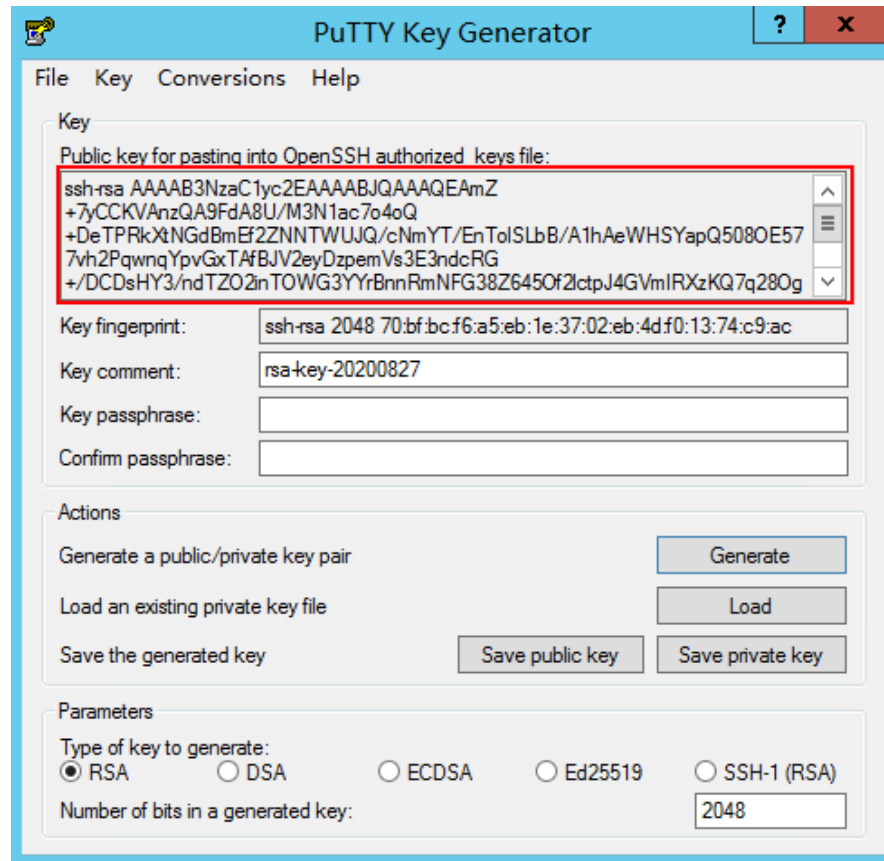 PuTTY Key Generator
? x
File Key Conversions Help
Key
Public key for pasting into OpenSSH authorized_keys file:
ssh-rsa AAAAB3NzaC1yc2EAAAABJQAAAQEAmZ
+7yCCKVAnzQA9FdA8U/M3N1ac7o4oQ
+DeTPRkXtNGdBmEf2ZNNTWUJQ/cNmYT/EnTolSLbB/A1hAeWHSYapQ508OE57
7vh2PqwnqYpvGxTAfBJV2eyDzpemVs3E3ndcRG
+/DCDsHY3/ndTZO2inTOWG3YYrBnnRmNFG38Z645Of2lctpJ4GVmIRXzKQ7q28Og
Key fingerprint: ssh-rsa 2048 70:bf:bc:f6:a5:eb:1e:37:02:eb:4d:f0:13:74:c9:ac
Key comment: rsa-key-20200827
Key passphrase:
Confirm passphrase:
Actions
Generate a public/private key pair Generate
Load an existing private key file Load
Save the generated key Save public key Save private key
Parameters
Type of key to generate:
RSA DSA ECDSA Ed25519 SSH-1 (RSA)
Number of bits in a generated key: 2048